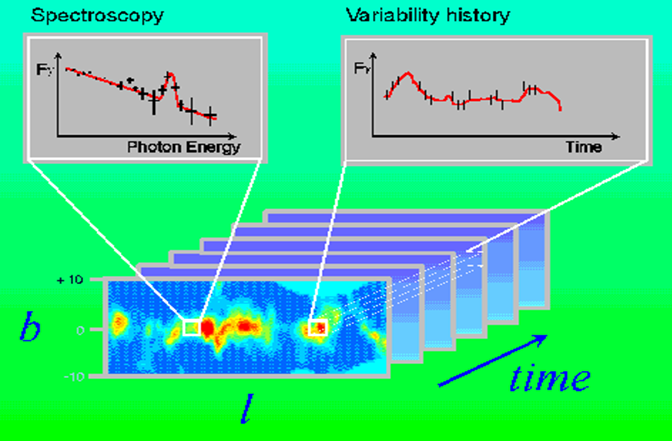 Spectroscopy
Variability history
Fγ
Photon Energy
Fγ
Time
+10
b
0
-10
time
l